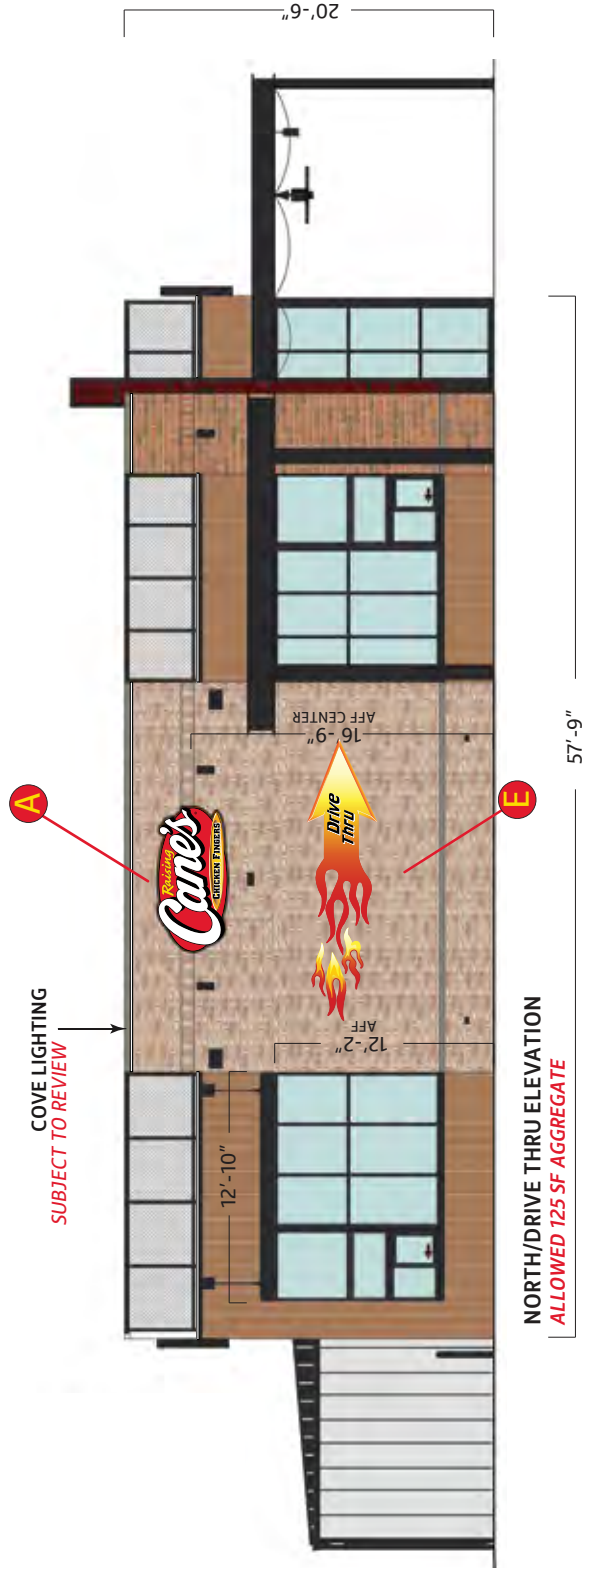 COVE LIGHTING
SUBJECT TO REVIEW
A
20'-6"
Raising
Cane's
CHICKEN FINGERS
12'-10"
12'-2"
AFF
Drive
Thru
16'-9"
AFF CENTER
E
NORTH/DRIVE THRU ELEVATION
ALLOWED 125 SF AGGREGATE
57'-9"